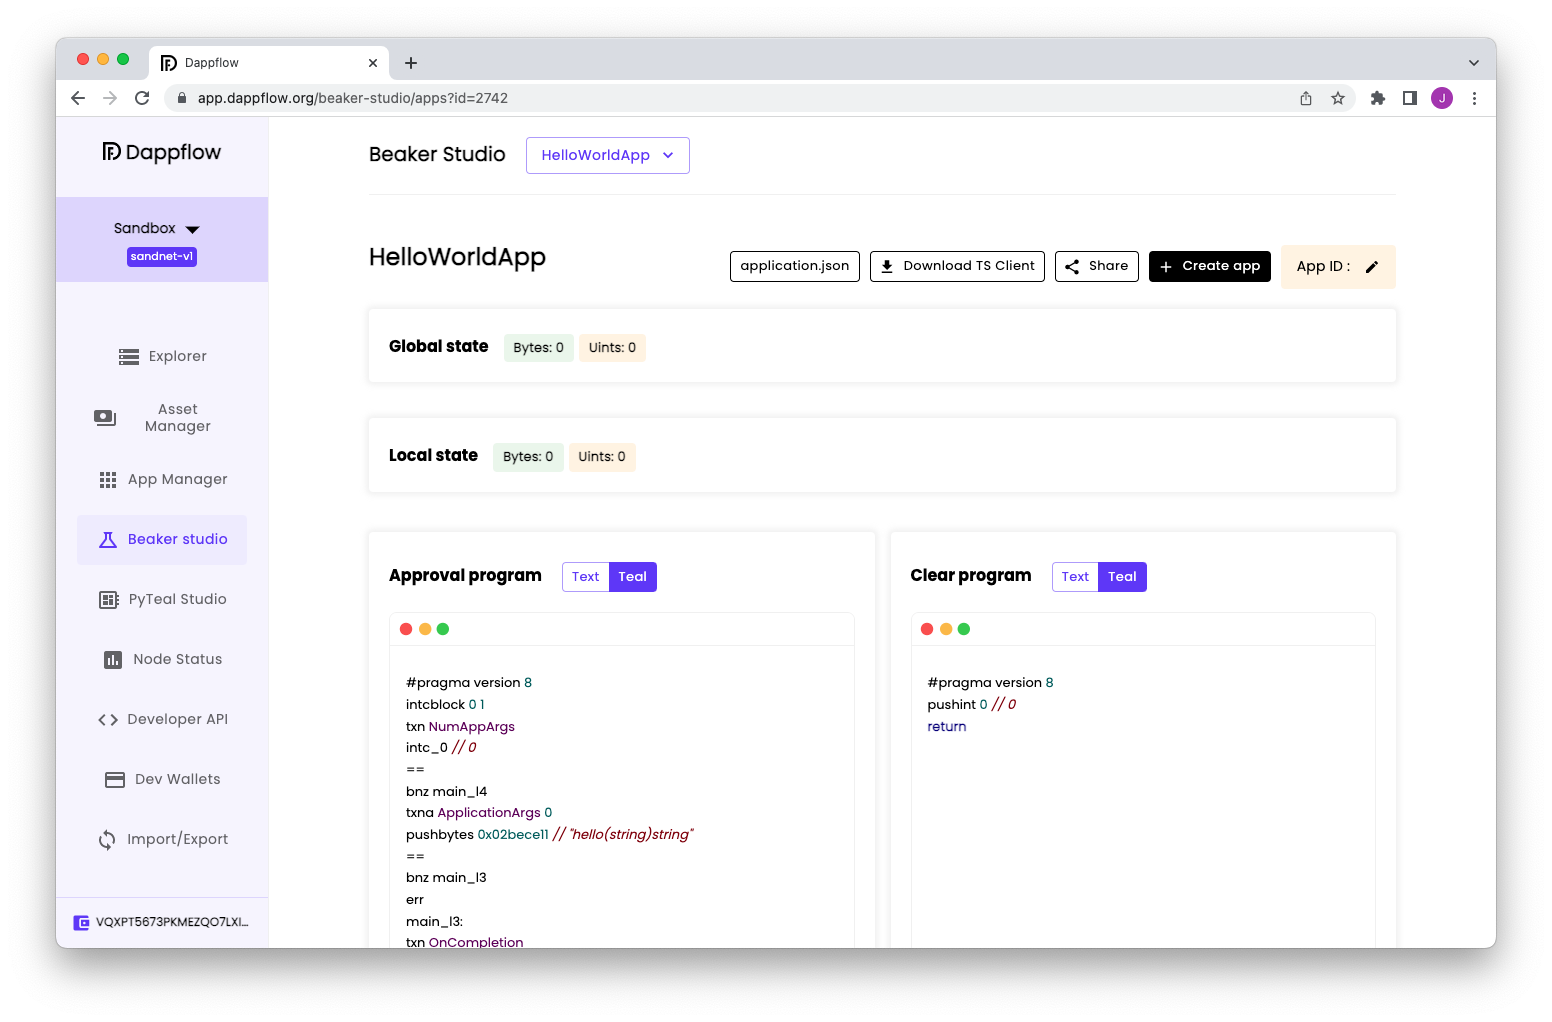 Dappflow
app.dappflow.org/beaker-studio/apps?id=2742
J
Dappflow
Sandbox
sandnet-v1
Explorer
Asset
Manager
App Manager
Beaker studio
PyTeal Studio
Node Status
Developer API
Dev Wallets
Import/Export
VQXPT5673PKMEZQO7LXI...
Beaker Studio
HelloWorldApp
HelloWorldApp
application.json
Download TS Client
Share
Create app
App ID :
Global state
Bytes: 0
Uints: 0
Local state
Bytes: 0
Uints: 0
Approval program
Text
Teal
#pragma version 8
intcblock 0 1
txn NumAppArgs
intc_0 // 0
==
bnz main_l4
txna ApplicationArgs 0
pushbytes 0x02bece11 // "hello(string)string"
==
bnz main_l3
err
main_l3:
txn OnCompletion
Clear program
Text
Teal
#pragma version 8
pushint 0 // 0
return